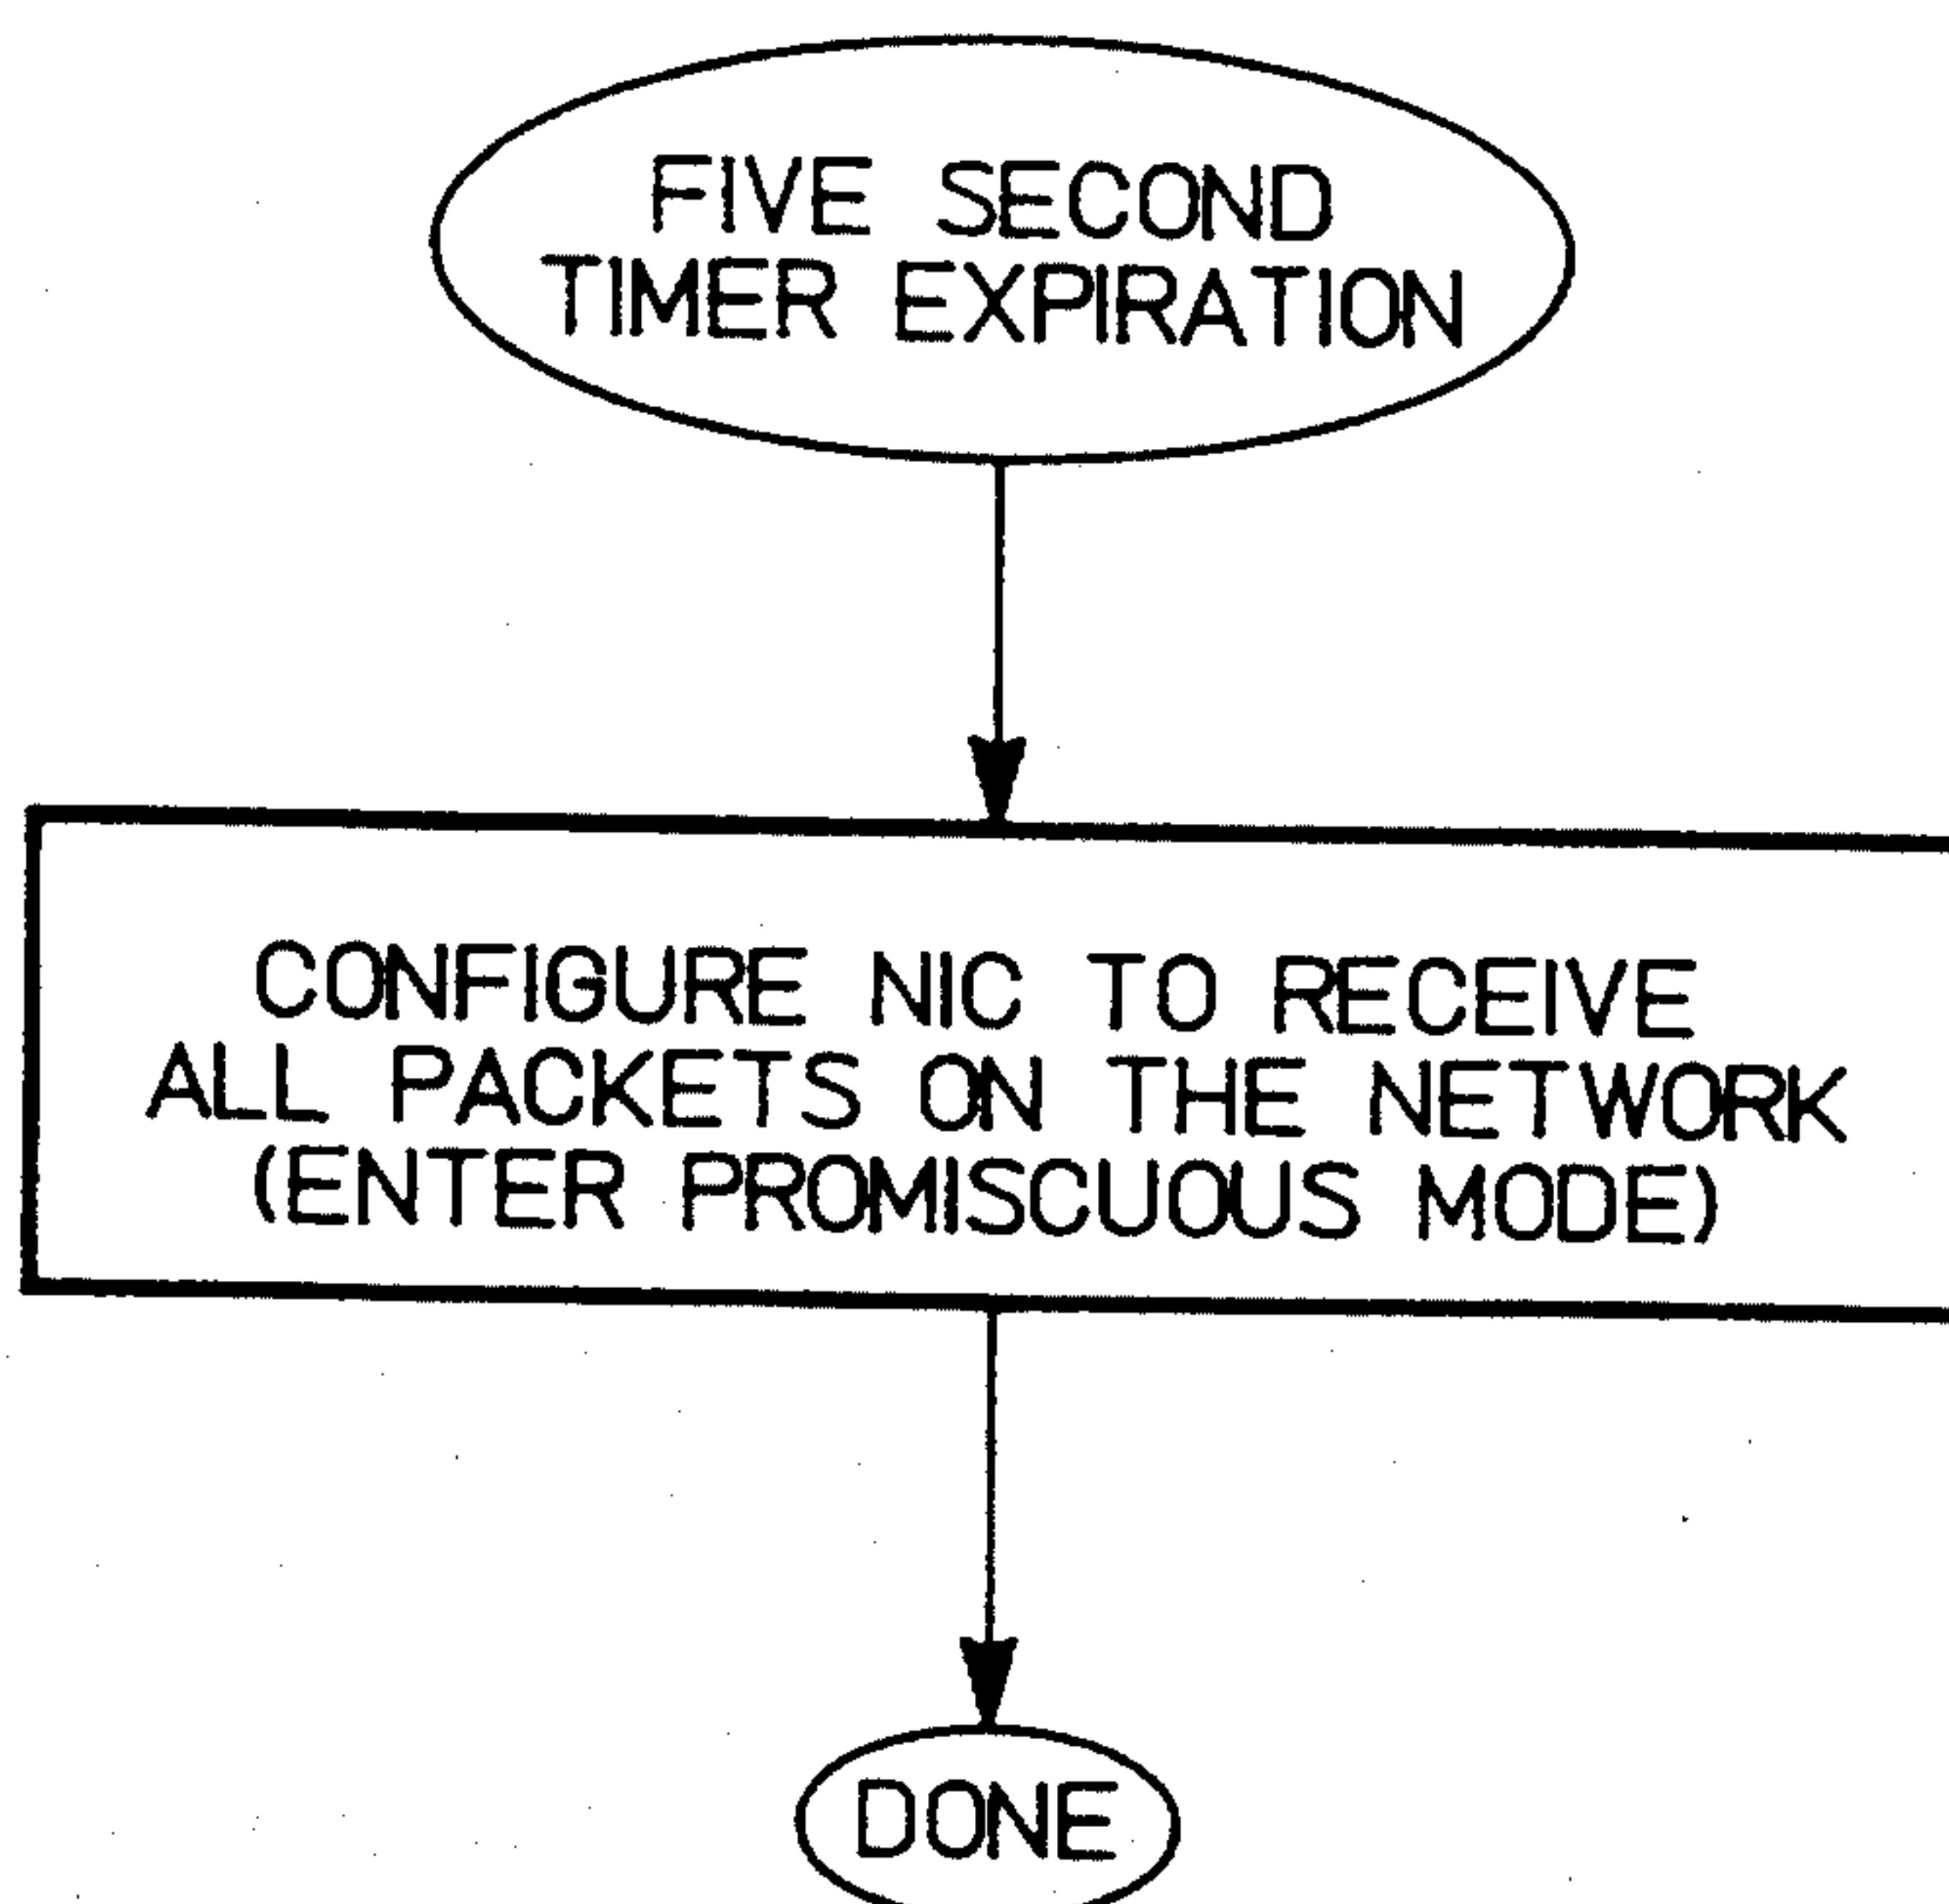 FIVE SECOND
TIMER EXPIRATION
CONFIGURE NIC TO RECEIVE
ALL PACKETS ON THE NETWORK
(ENTER PROMISCUOUS MODE)
DONE